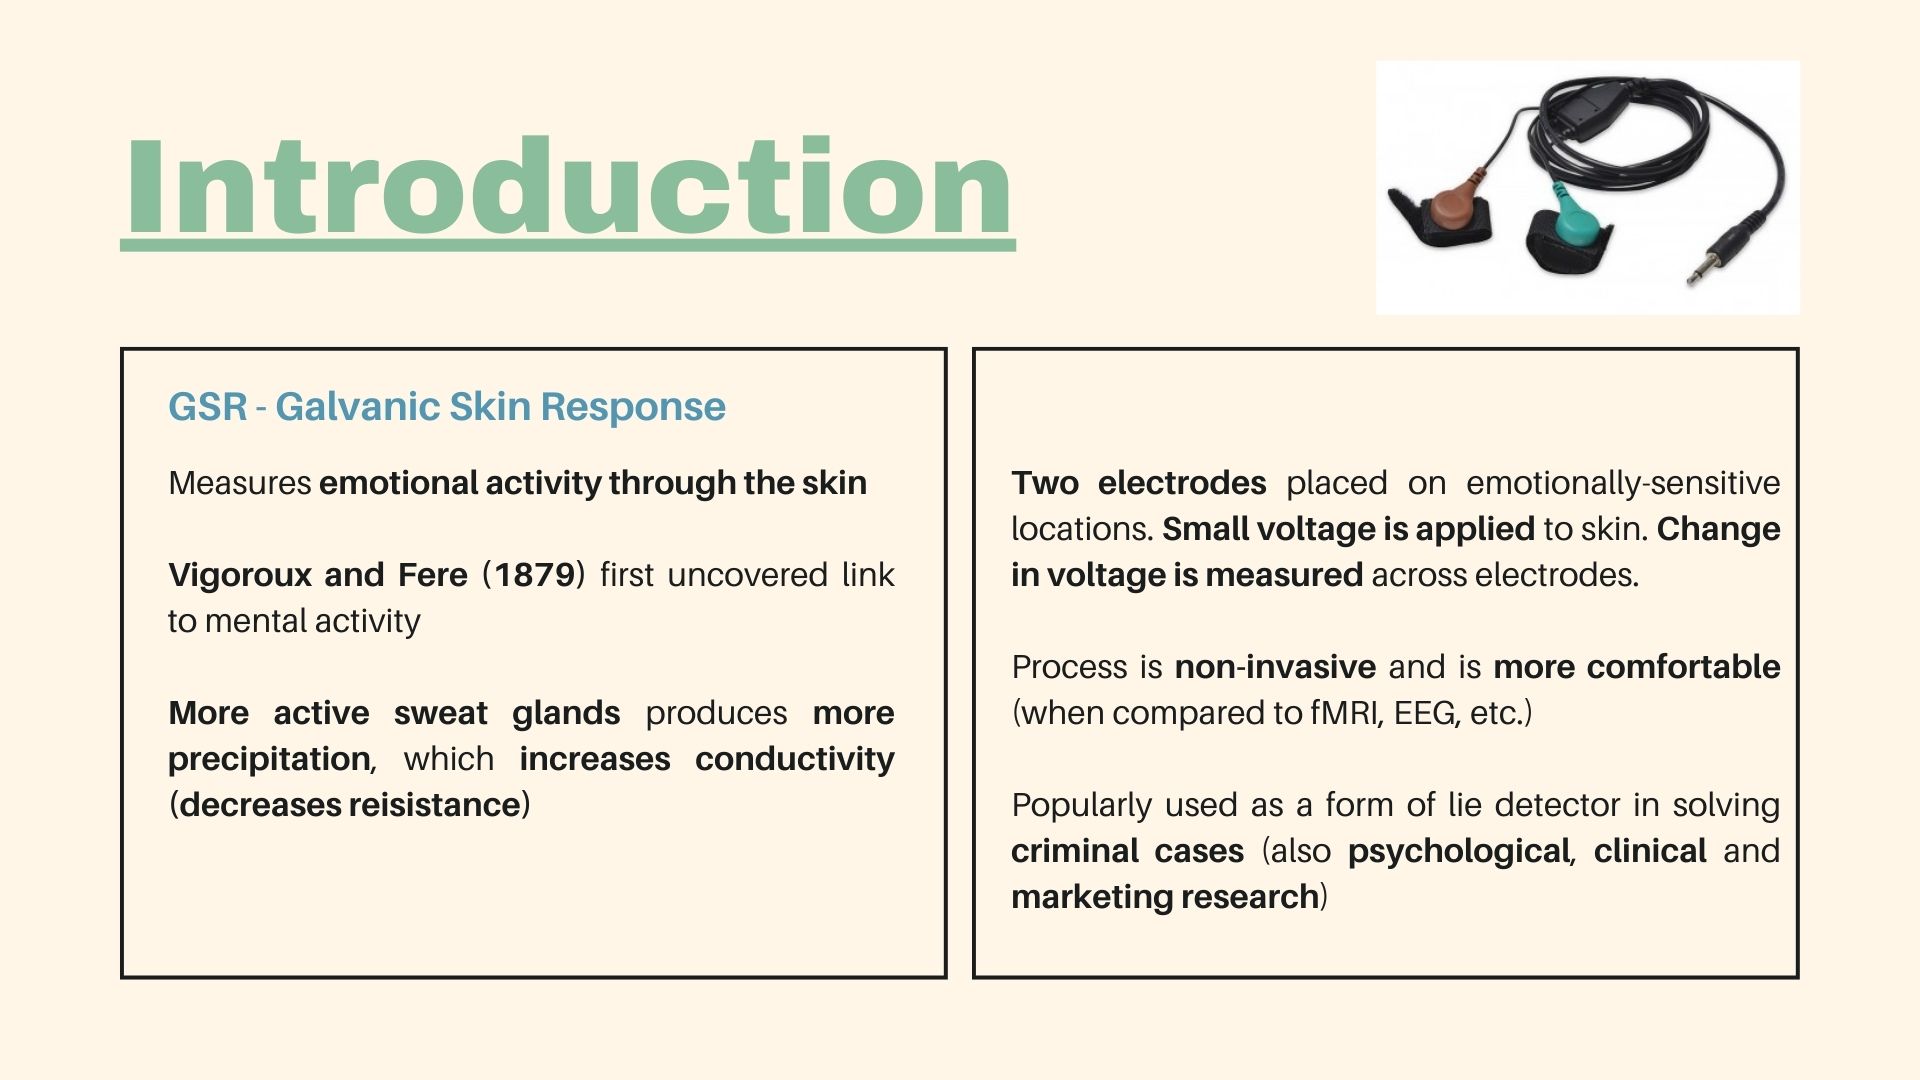 Introduction
GSR - Galvanic Skin Response
Measures emotional activity through the skin
Vigoroux and Fere (1879) first uncovered link
to mental activity
More active sweat glands produces more
precipitation, which increases conductivity
(decreases reisistance)
Two electrodes placed on emotionally-sensitive
locations. Small voltage is applied to skin. Change
in voltage is measured across electrodes.
Process is non-invasive and is more comfortable
(when compared to fMRI, EEG, etc.)
Popularly used as a form of lie detector in solving
criminal cases (also psychological, clinical and
marketing research)